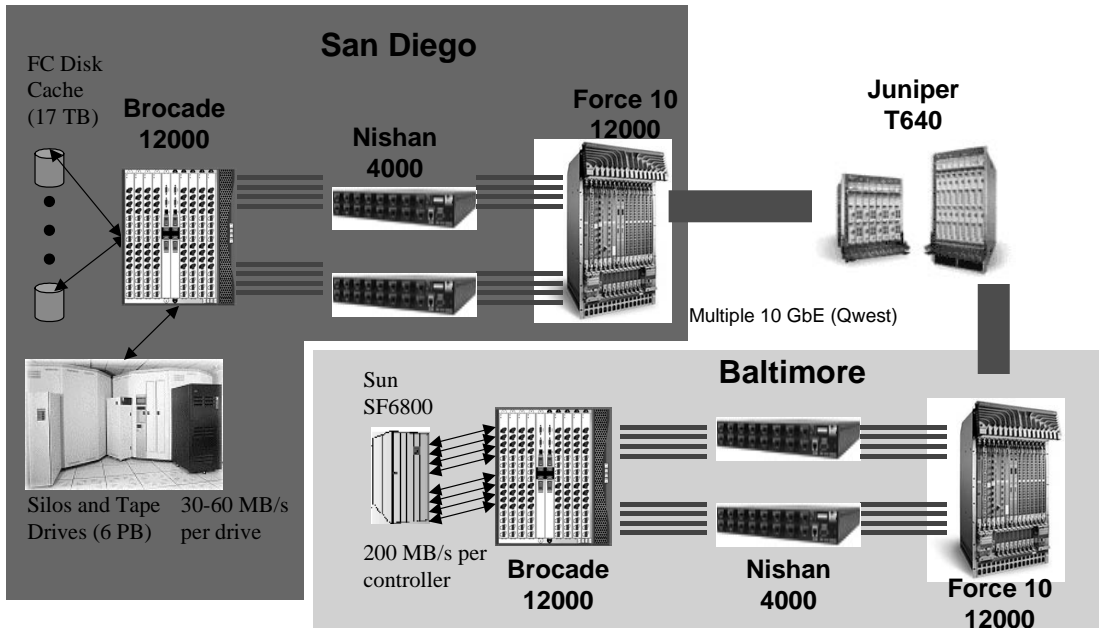 San Diego
FC Disk
Cache
(17 TB)
Brocade
12000
Nishan
4000
Force 10
12000
Juniper
T640
Multiple 10 GbE (Qwest)
Silos and Tape
Drives (6 PB)
30-60 MB/s
per drive
Baltimore
Sun
SF6800
200 MB/s per
controller
Brocade
12000
Nishan
4000
Force 10
12000